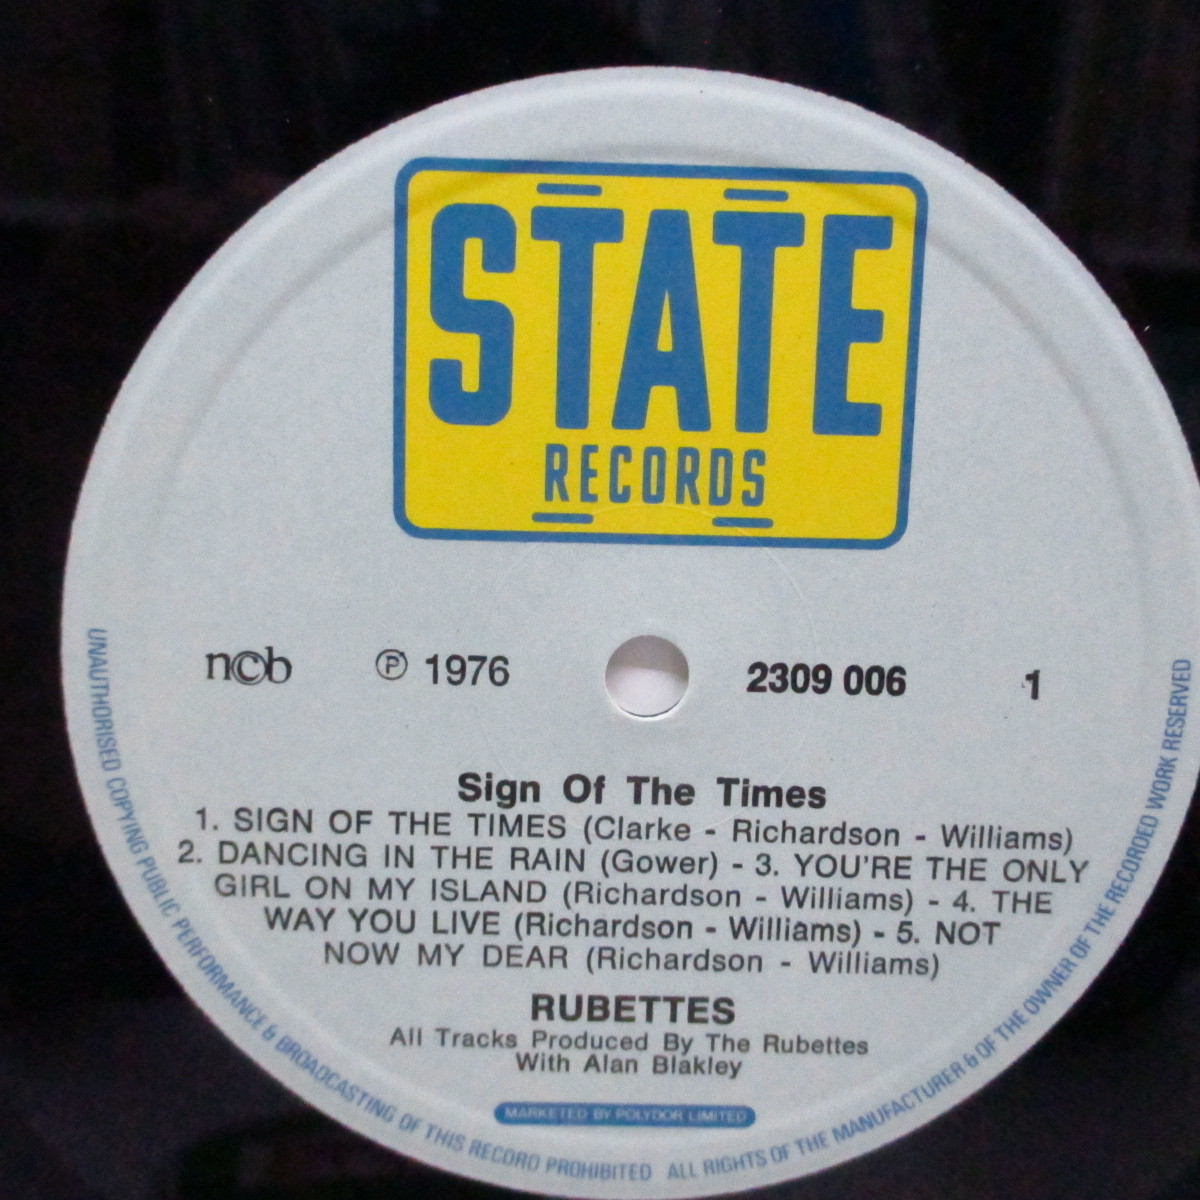 STATE
RECORDS
ncb ℗ 1976 2309 006 1
Sign Of The Times
1. SIGN OF THE TIMES (Clarke - Richardson - Williams)
2. DANCING IN THE RAIN (Gower) - 3. YOU'RE THE ONLY
GIRL ON MY ISLAND (Richardson - Williams) - 4. THE
WAY YOU LIVE (Richardson - Williams) - 5. NOT
NOW MY DEAR (Richardson - Williams)
RUBETTES
All Tracks Produced By The Rubettes
With Alan Blakley
MARKETED BY POLYDOR LIMITED
UNAUTHORISED COPYING PUBLIC PERFORMANCE & BROADCASTING OF THIS RECORD PROHIBITED ALL RIGHTS OF THE MANUFACTURER & OF THE OWNER OF THE RECORDED WORK RESERVED